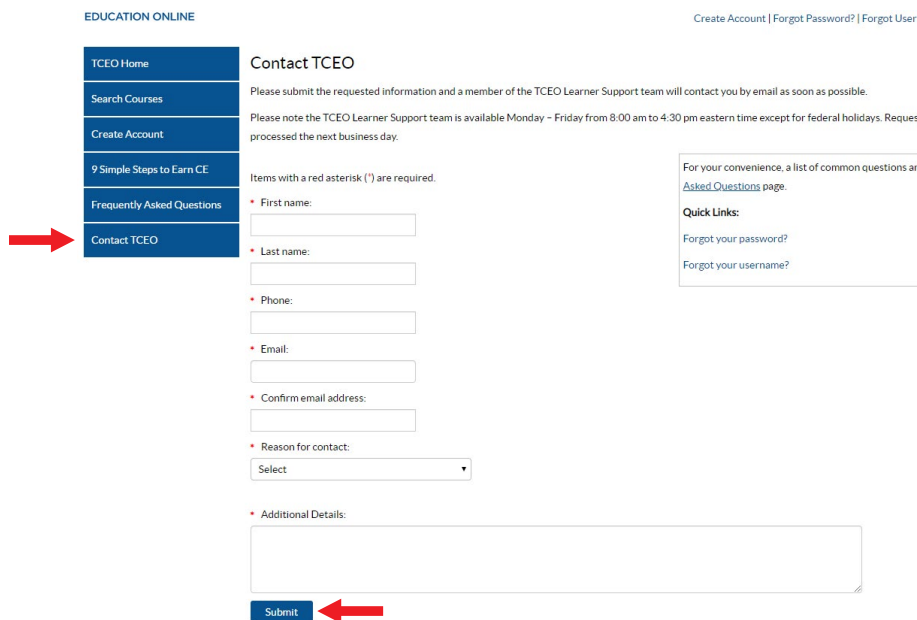 EDUCATION ONLINE
Create Account | Forgot Password? | Forgot User
TCEO Home
Search Courses
Create Account
9 Simple Steps to Earn CE
Frequently Asked Questions
Contact TCEO
Contact TCEO
Please submit the requested information and a member of the TCEO Learner Support team will contact you by email as soon as possible.
Please note the TCEO Learner Support team is available Monday – Friday from 8:00 am to 4:30 pm eastern time except for federal holidays. Reques
processed the next business day.
Items with a red asterisk (*) are required.
* First name:
* Last name:
* Phone:
* Email:
* Confirm email address:
* Reason for contact:
Select
* Additional Details:
Submit
For your convenience, a list of common questions an
Asked Questions page.
Quick Links:
Forgot your password?
Forgot your username?